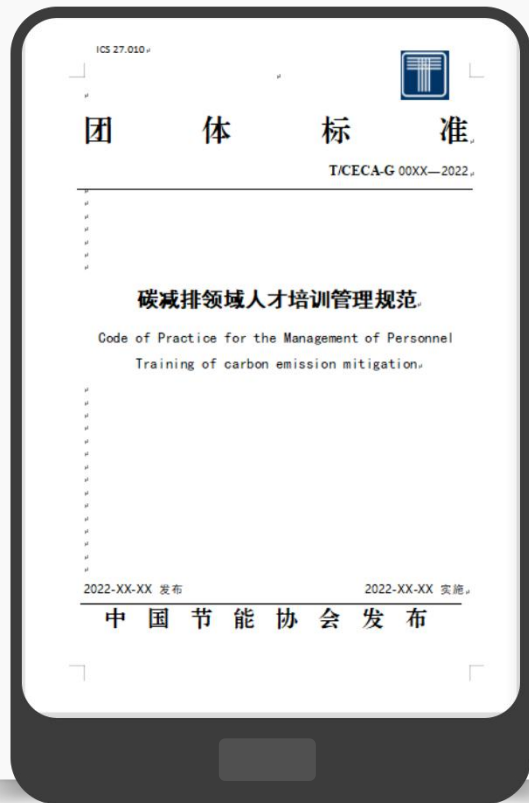 ICS 27.010
团 体 标 准
T/CECA-G 00XX—2022
碳减排领域人才培训管理规范
Code of Practice for the Management of Personnel
Training of carbon emission mitigation
2022-XX-XX 发布 2022-XX-XX 实施
中 国 节 能 协 会 发 布